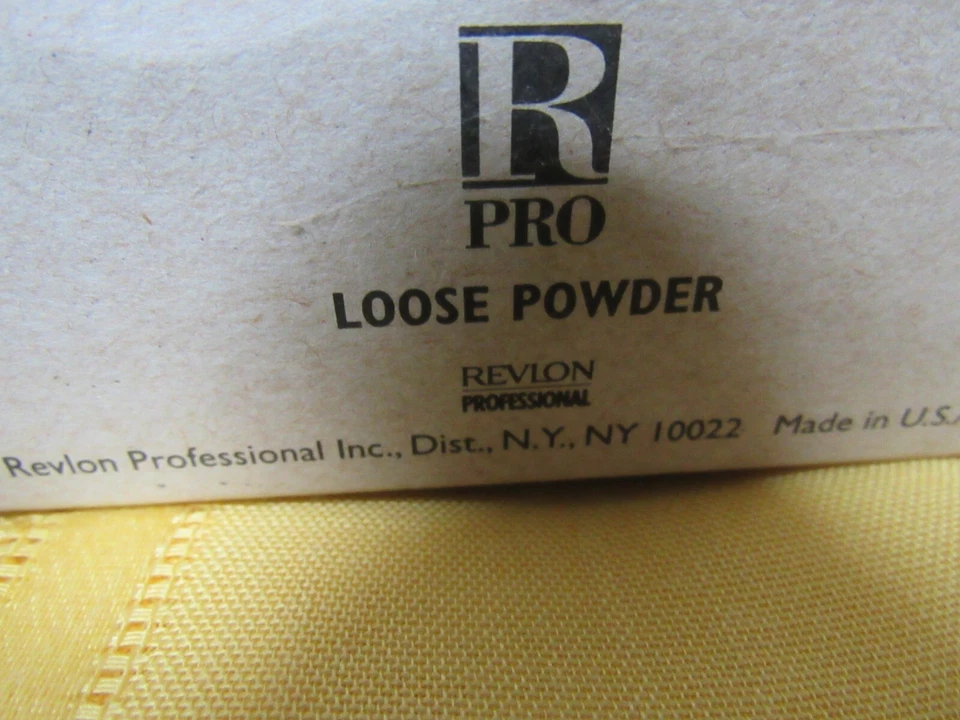 R
PRO
LOOSE POWDER
REVLON
PROFESSIONAL
Revlon Professional Inc., Dist., N.Y., NY 10022 Made in U.S.A